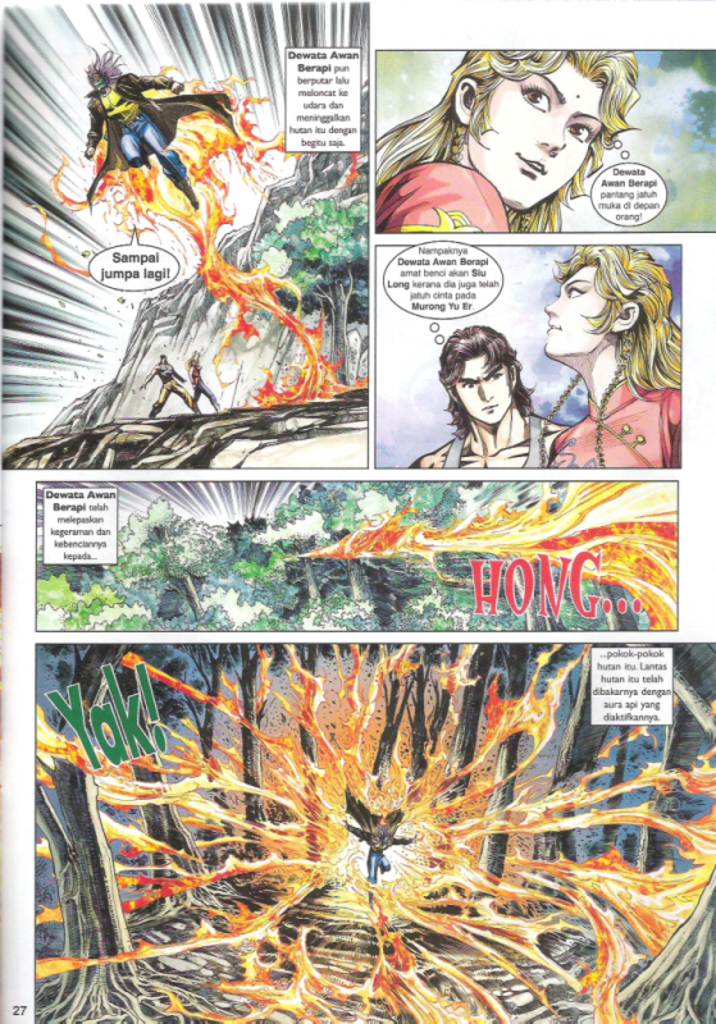 Dewata Awan
Berapi pun
berputar lalu
meloncat ke
udara dan
meninggalkan
hutan itu dengan
begitu saja.
Sampai
jumpa lagi!
Dewata
Awan Berapi
pantang jatuh
muka di depan
orang!
Nampaknya
Dewata Awan Berapi
amat benci akan Siu
Long kerana dia juga telah
jatuh cinta pada
Murong Yu Er.
Dewata Awan
Berapi telah
melepaskan
kegeraman dan
kebenciannya
kepada...
HONG...
Yak!
...pokok-pokok
hutan itu. Lantas
hutan itu telah
dibakarnya dengan
aura api yang
diaktifkannya.
27